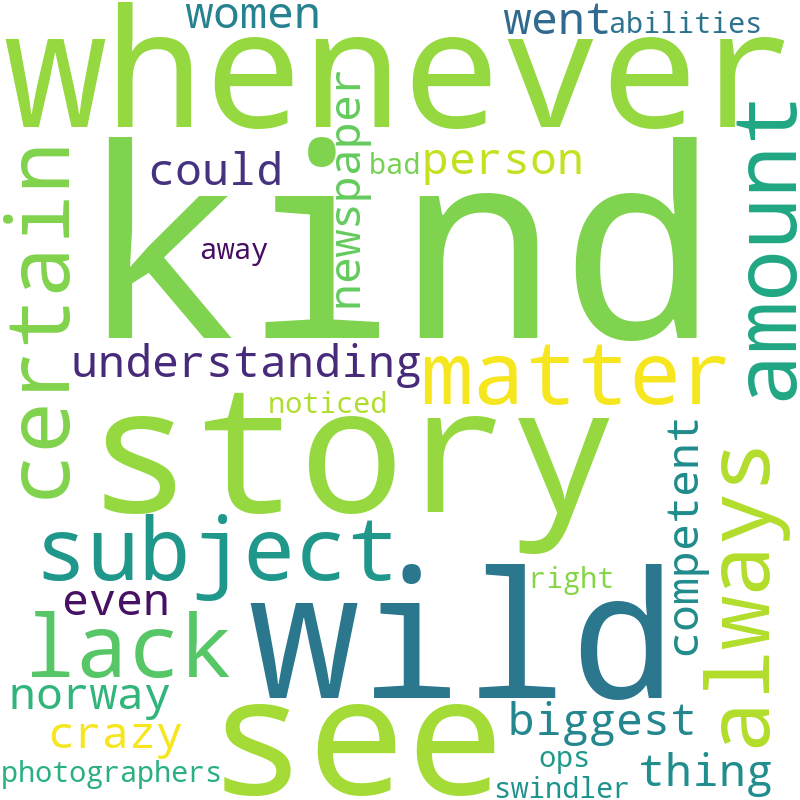 women
went
abilities
whenever
newspaper
certain
could
bad
person
amount
kind
away
understanding
matter
noticed
story
competent
always
subject
right
even
wild
lack
norway
see
biggest
crazy
ops
thing
photographers
swindler